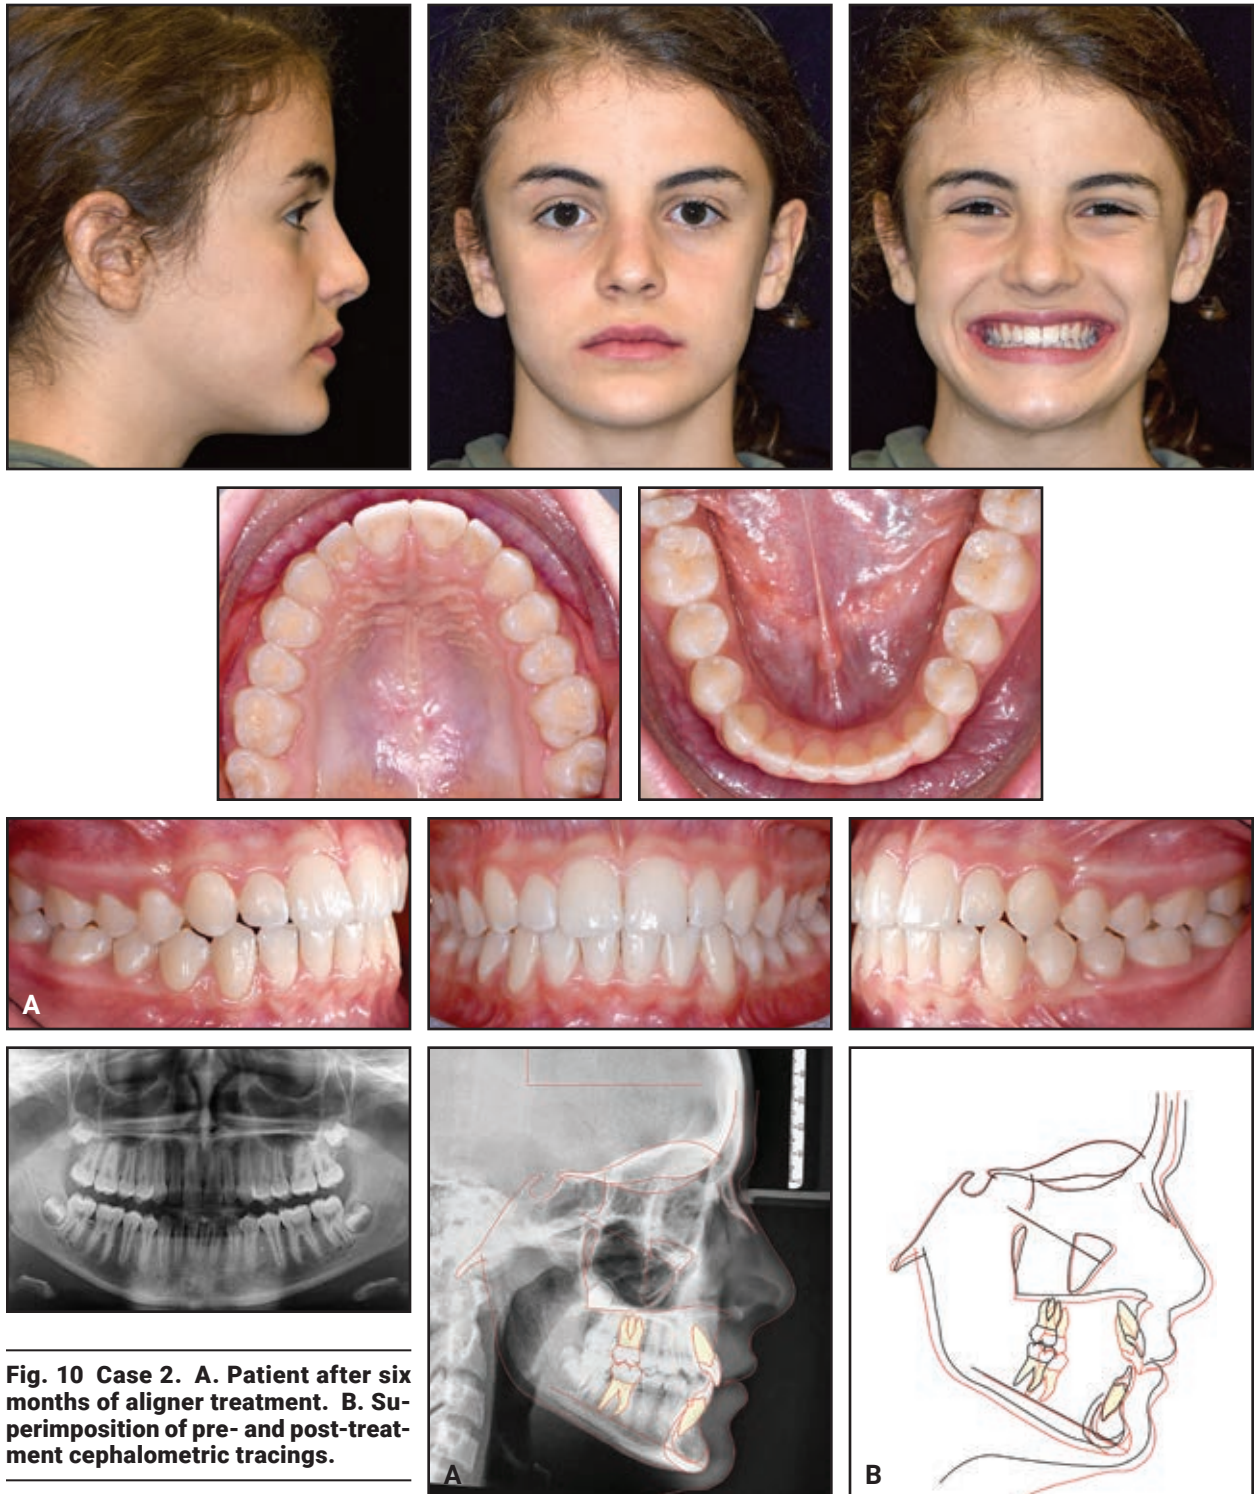 A
Fig. 10 Case 2. A. Patient after six
months of aligner treatment. B. Su-
perimposition of pre- and post-treat-
ment cephalometric tracings.
A
B